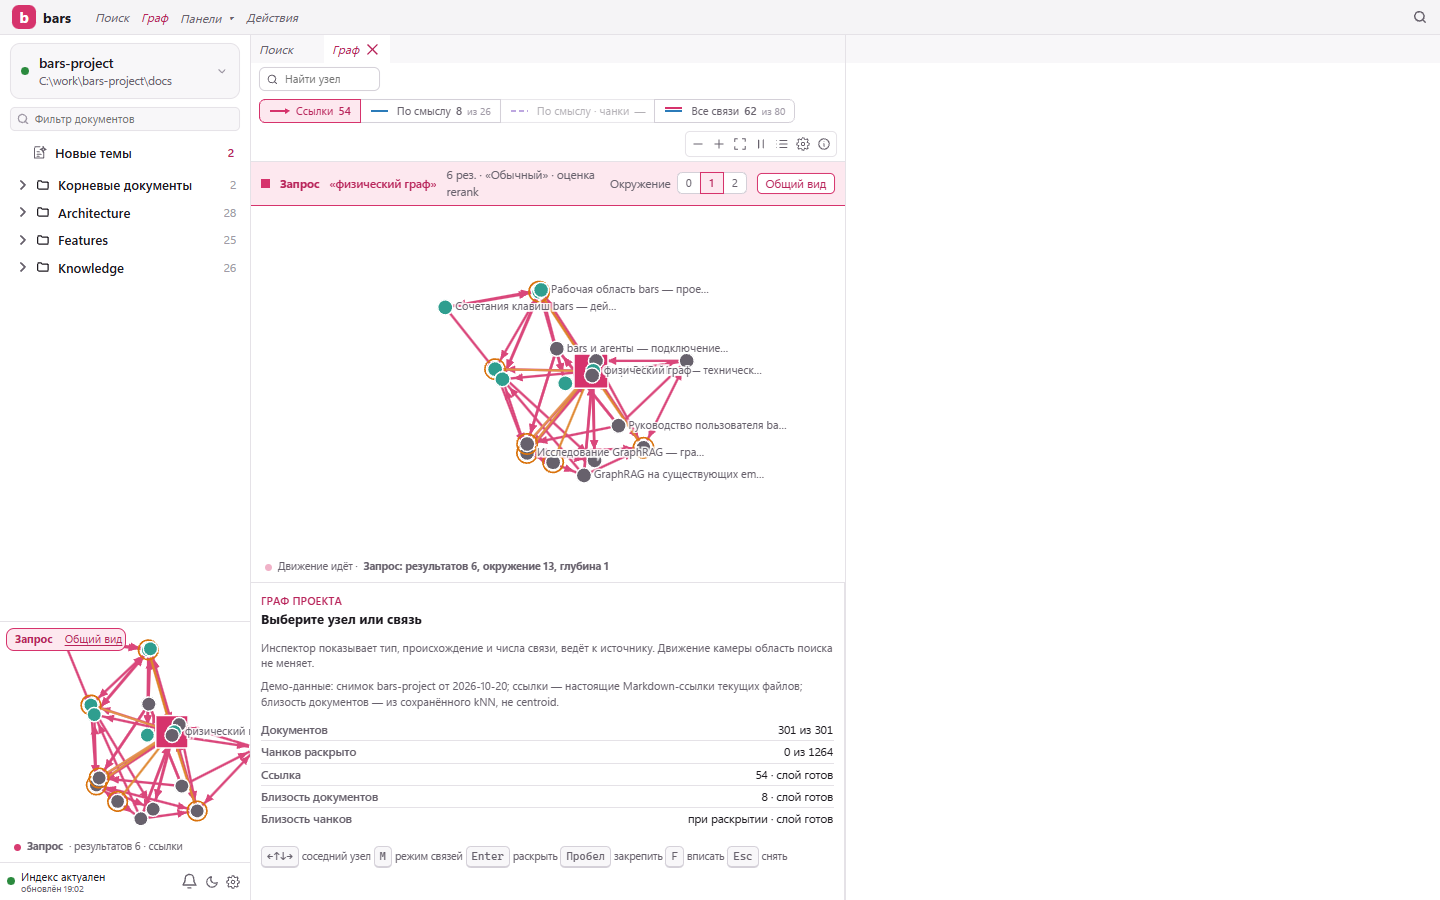 b bars Поиск Граф Панели Действия
bars-project
C:\work\bars-project\docs
Фильтр документов
Новые темы 2
Корневые документы 2
Architecture 28
Features 25
Knowledge 26
Запрос Общий вид
физический
Запрос · результатов 6 · ссылки
Индекс актуален
обновлён 19:02
Поиск Граф
Найти узел
Ссылки 54 По смыслу 8 из 26 По смыслу · чанки — Все связи 62 из 80
Запрос «физический граф» 6 рез. · «Обычный» · оценка
rerank
Окружение 0 1 2 Общий вид
Рабочая область bars — прое...
Сочетания клавиш bars — дей...
bars и агенты — подключение...
физический граф — техническ...
Руководство пользователя ba...
Исследование GraphRAG — гра...
GraphRAG на существующих em...
Движение идёт · Запрос: результатов 6, окружение 13, глубина 1
ГРАФ ПРОЕКТА
Выберите узел или связь
Инспектор показывает тип, происхождение и числа связи, ведёт к источнику. Движение камеры область поиска
не меняет.
Демо-данные: снимок bars-project от 2026-10-20; ссылки — настоящие Markdown-ссылки текущих файлов;
близость документов — из сохранённого kNN, не centroid.
Документов 301 из 301
Чанков раскрыто 0 из 1264
Ссылка 54 · слой готов
Близость документов 8 · слой готов
Близость чанков при раскрытии · слой готов
←↑↓→ соседний узел M режим связей Enter раскрыть Пробел закрепить F вписать Esc снять